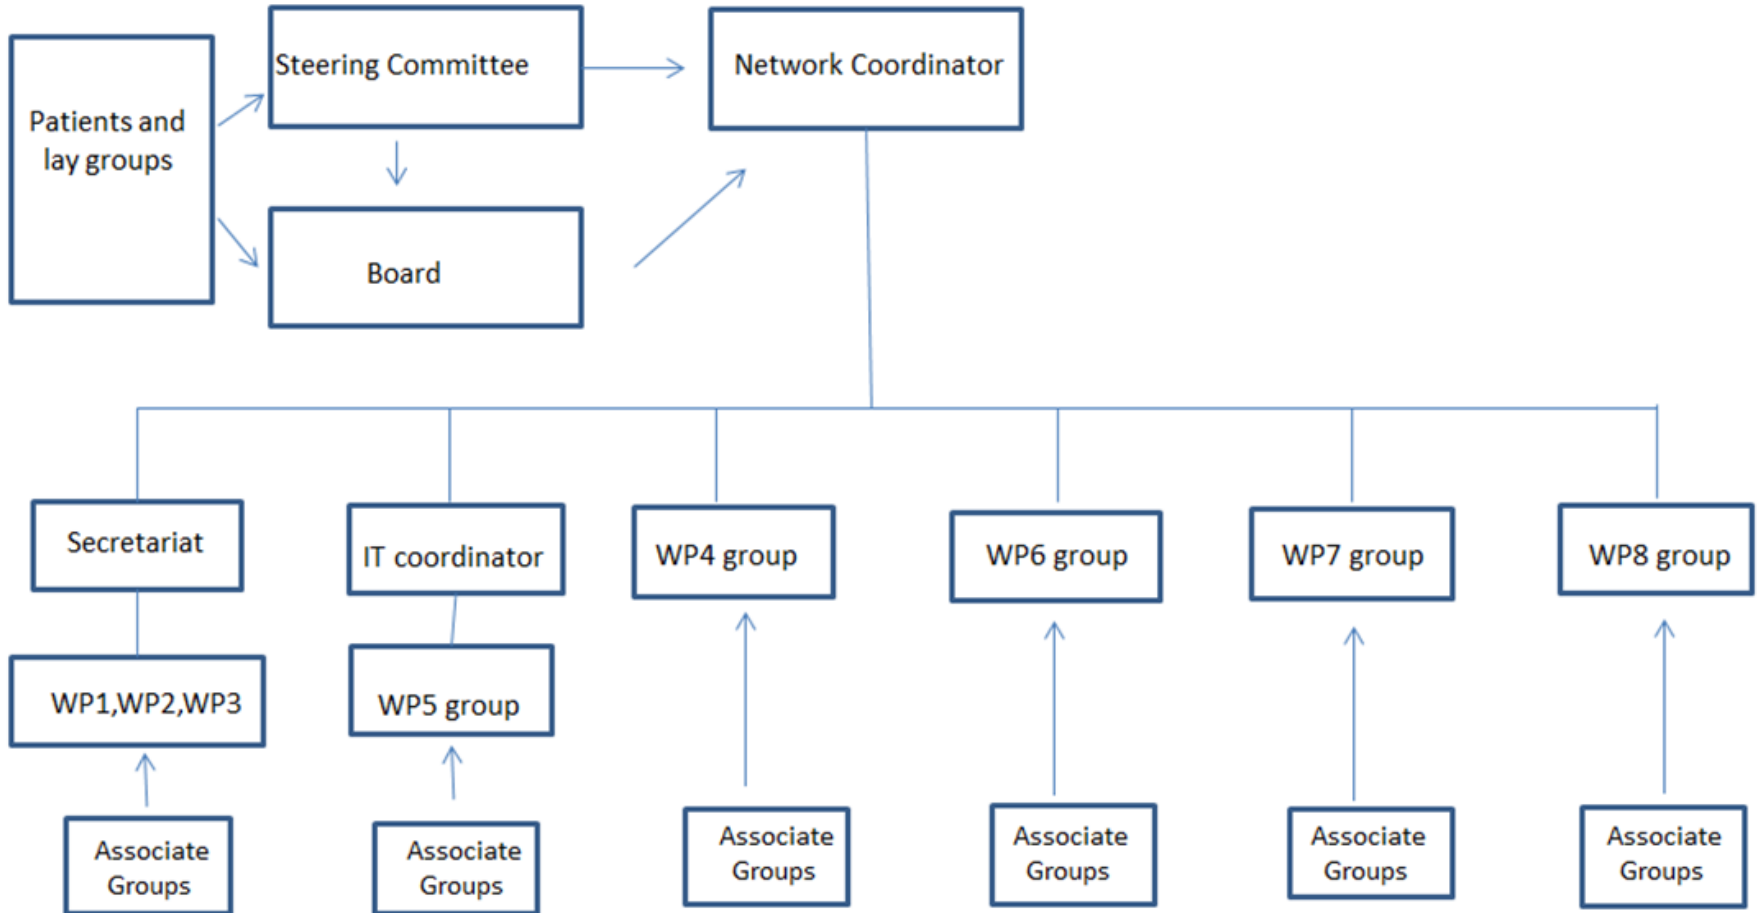 Steering Committee
Network Coordinator
Patients and
lay groups
Board
Secretariat
IT coordinator
WP4 group
WP6 group
WP7 group
WP8 group
WP1,WP2,WP3
WP5 group
Associate
Groups
Associate
Groups
Associate
Groups
Associate
Groups
Associate
Groups
Associate
Groups